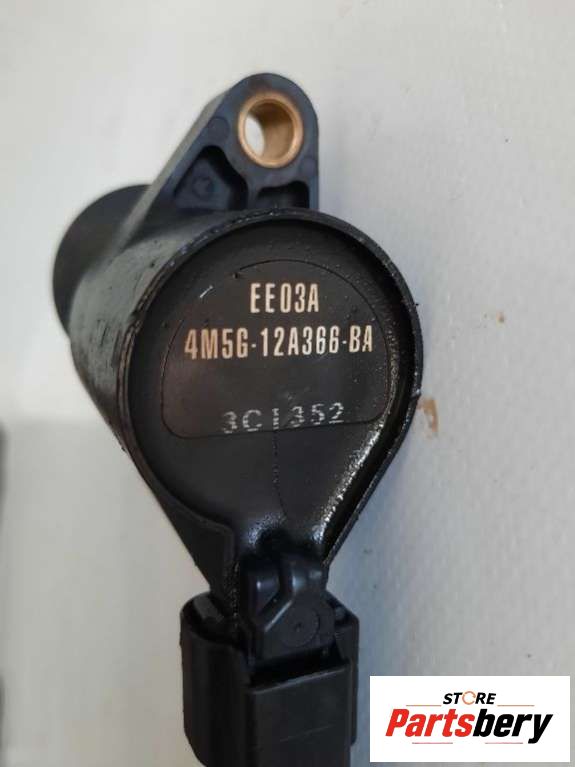 EE03A
4M5G-12A366-BA
3C1352
STORE
Partsbery